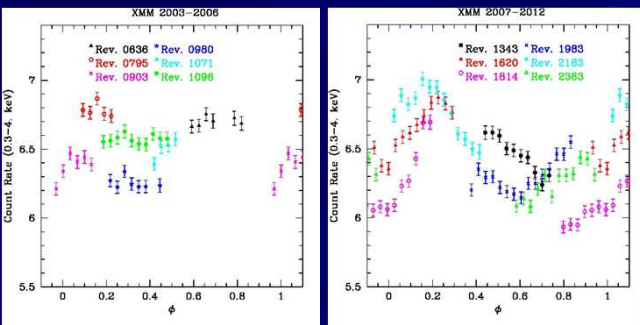 XMM 2003-2006
Rev. 0636
Rev. 0980
Rev. 0795
Rev. 1071
Rev. 0903
Rev. 1096
Count Rate (0.3-4. keV)
7
6.5
6
5.5
0 0.2 0.4 0.6 0.8 1
ϕ
XMM 2007-2012
Rev. 1343
Rev. 1983
Rev. 1620
Rev. 2183
Rev. 1814
Rev. 2363
Count Rate (0.3-4. keV)
7
6.5
6
5.5
0 0.2 0.4 0.6 0.8 1
ϕ